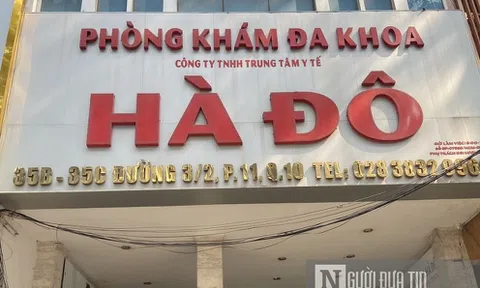 PHÒNG KHÁM ĐA KHOA
CÔNG TY TNHH TRUNG TÂM Y TẾ
HÀ ĐÔ
35B - 35C ĐƯỜNG 3/2, P.11, Q.10 TEL: 028 3832
NGƯỜI ĐƯA TIN